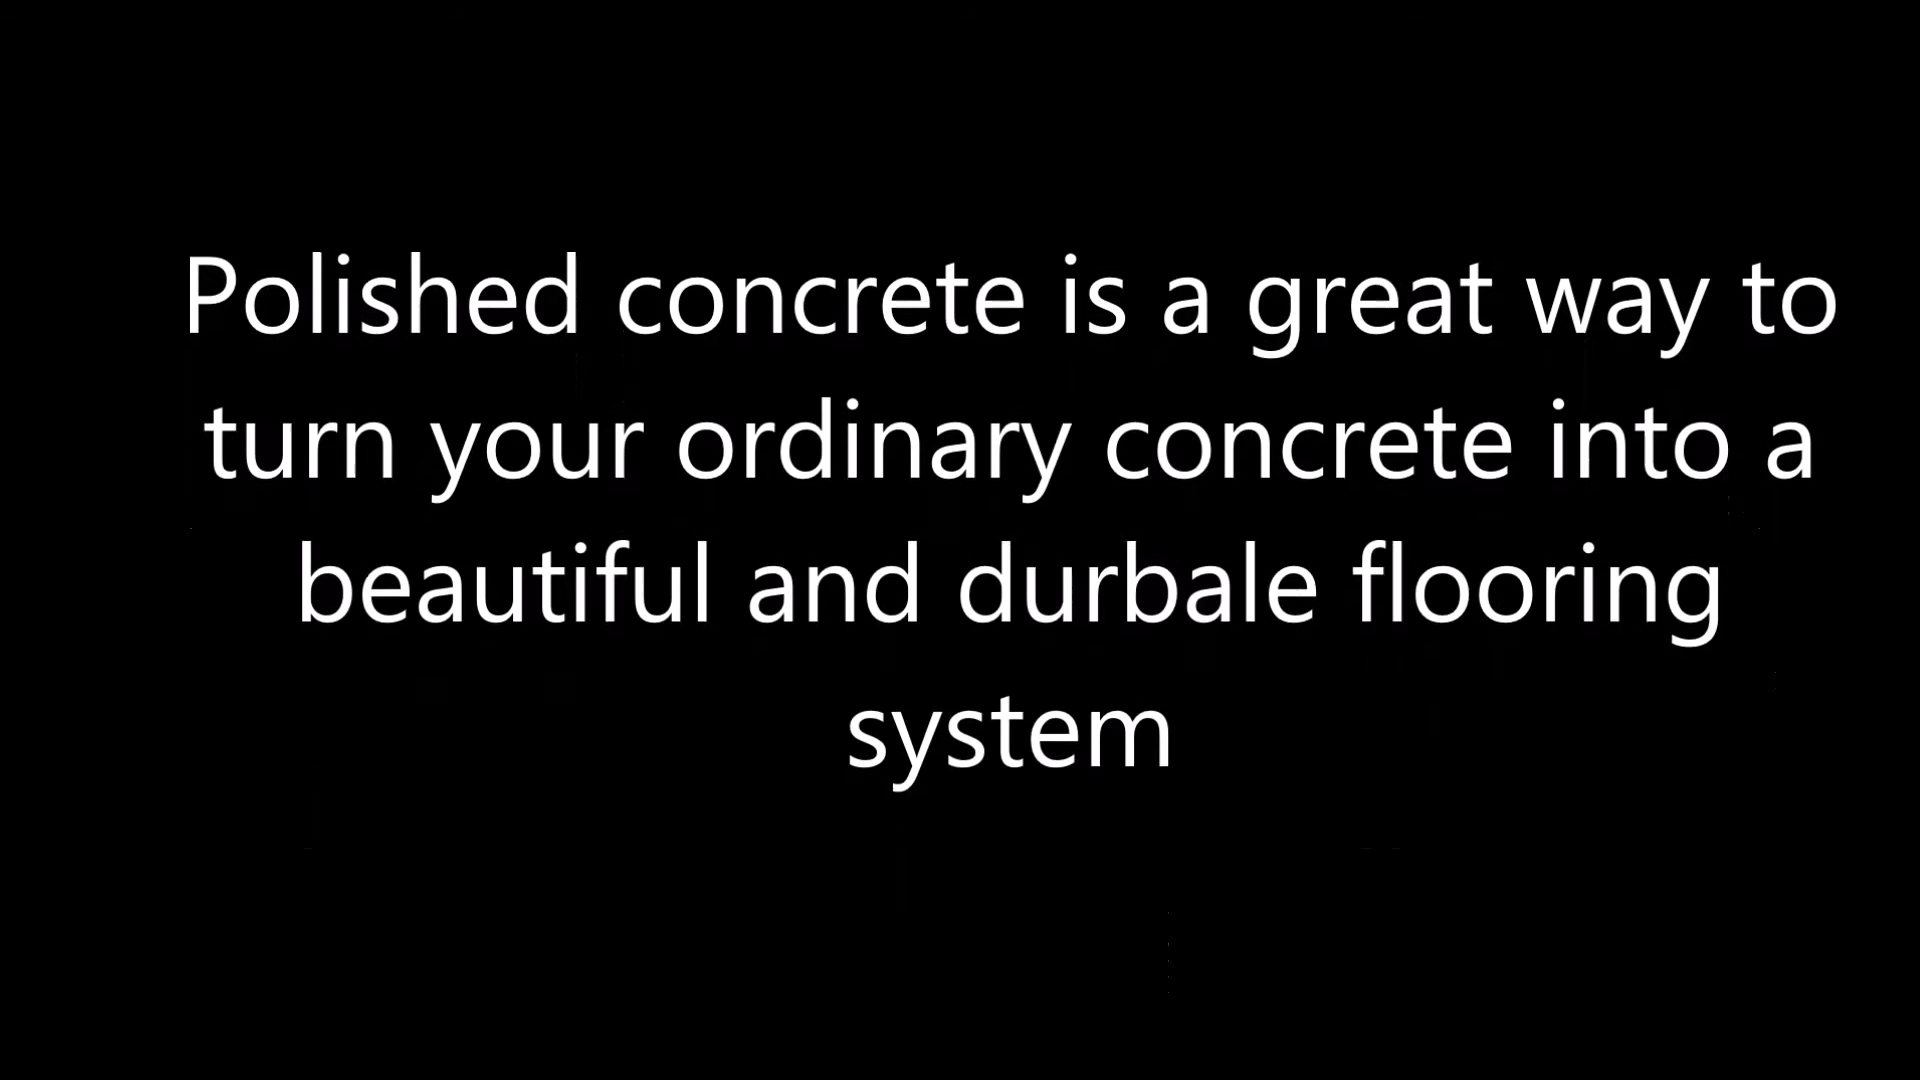 Polished concrete is a great way to
turn your ordinary concrete into a
beautiful and durbale flooring
system